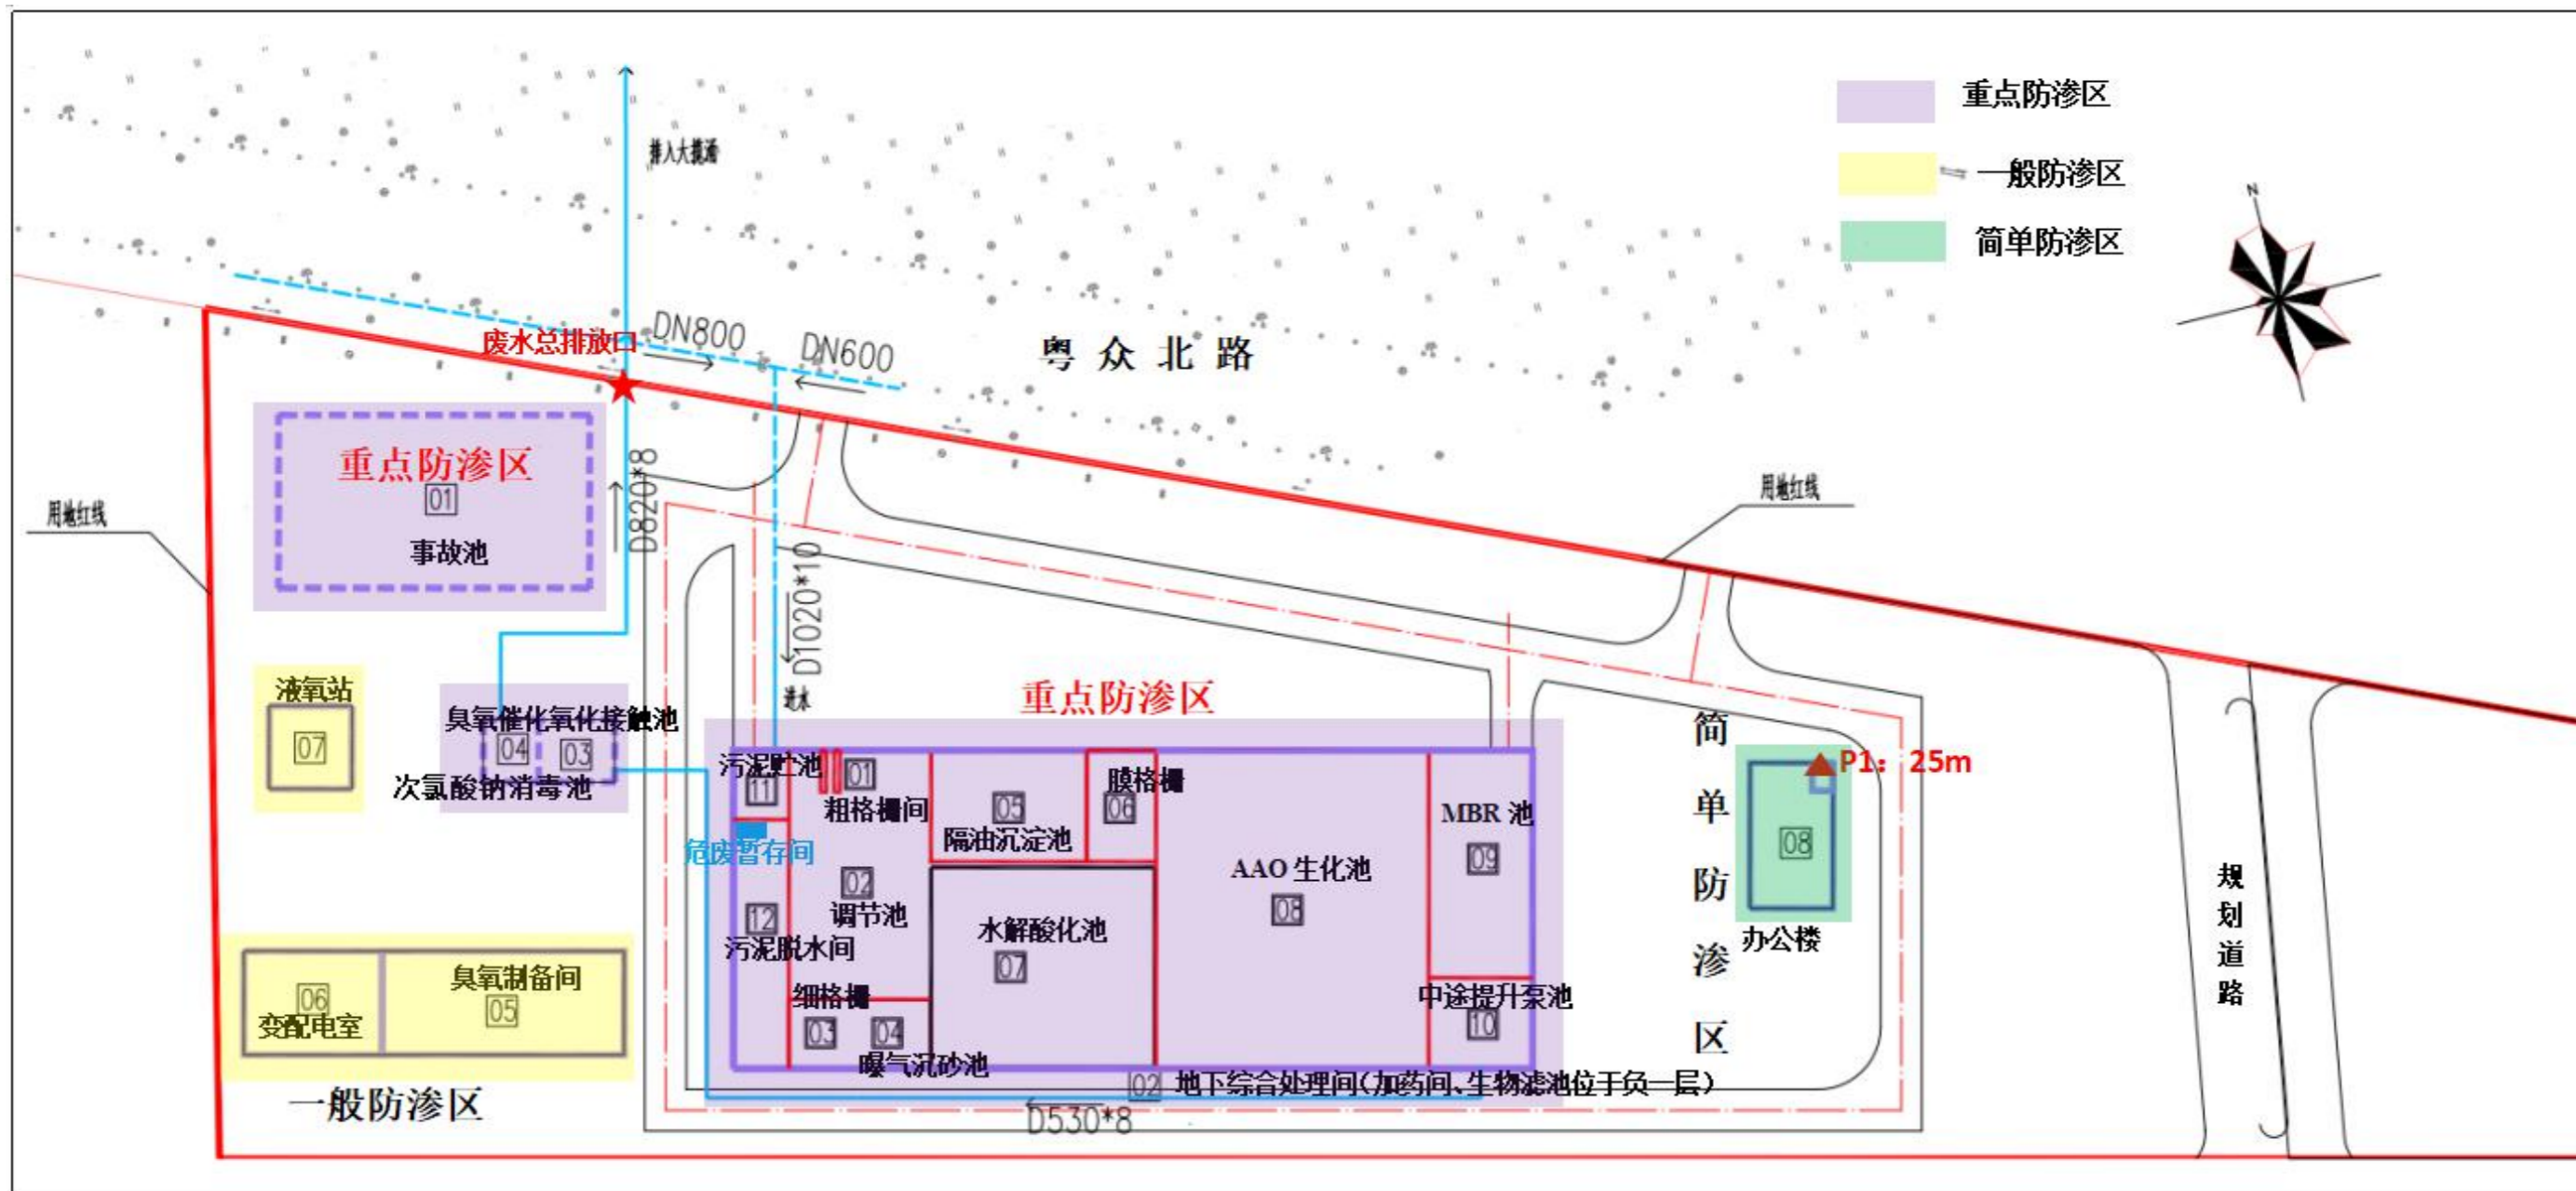 重点防渗区
一般防渗区
简单防渗区
N
排入大揽涌
粤众北路
废水总排放口
DN800
DN600
用地红线
用地红线
重点防渗区
01
事故池
D820*8
D1020*10
进水
液氧站
07
臭氧催化氧化接触池
04
03
次氯酸钠消毒池
重点防渗区
污泥贮池
11
01
粗格栅间
05
隔油沉淀池
膜格栅
06
MBR 池
09
危废暂存间
02
调节池
12
污泥脱水间
水解酸化池
07
AAO 生化池
08
细格栅
03
04
曝气沉砂池
中途提升泵池
10
02 地下综合处理间(加药间、生物滤池位于负一层)
D530*8
简单防渗区
P1：25m
08
办公楼
规划道路
06
变配电室
臭氧制备间
05
一般防渗区